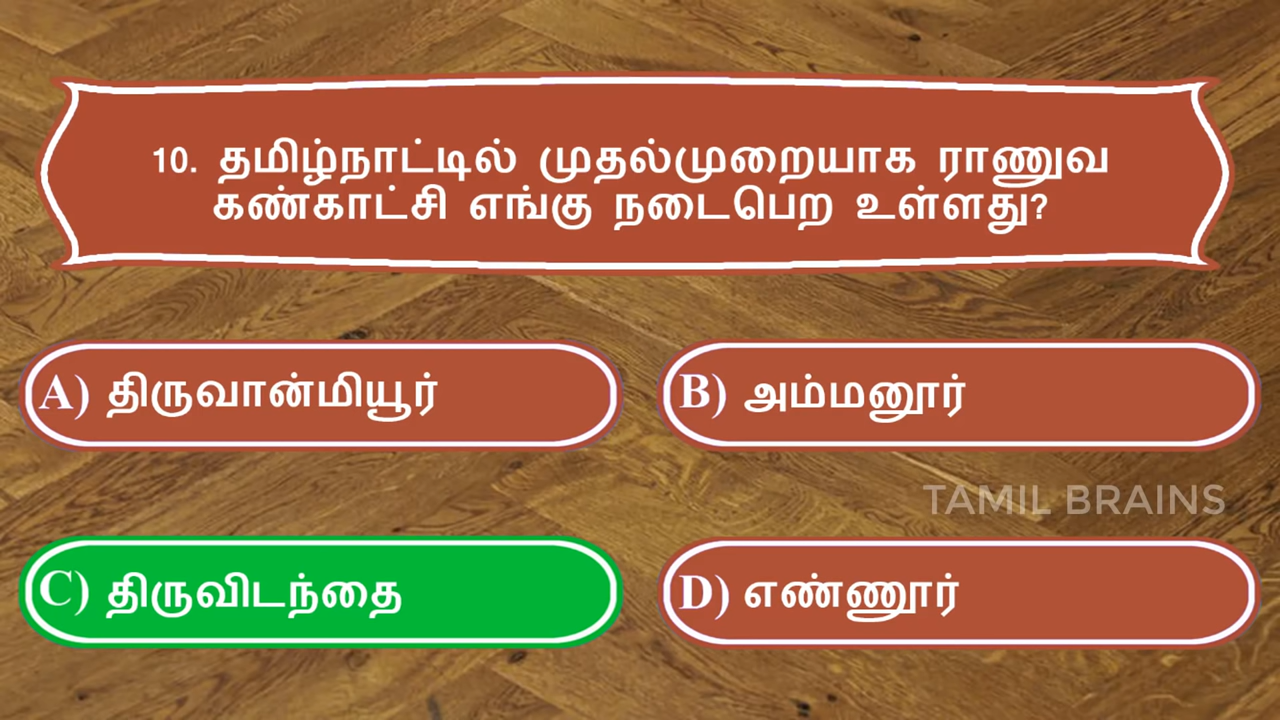 10. தமிழ்நாட்டில் முதல்முறையாக ராணுவ
கண்காட்சி எங்கு நடைபெற உள்ளது?
A) திருவான்மியூர்
B) அம்மனூர்
TAMIL BRAINS
C) திருவிடந்தை
D) எண்ணூர்